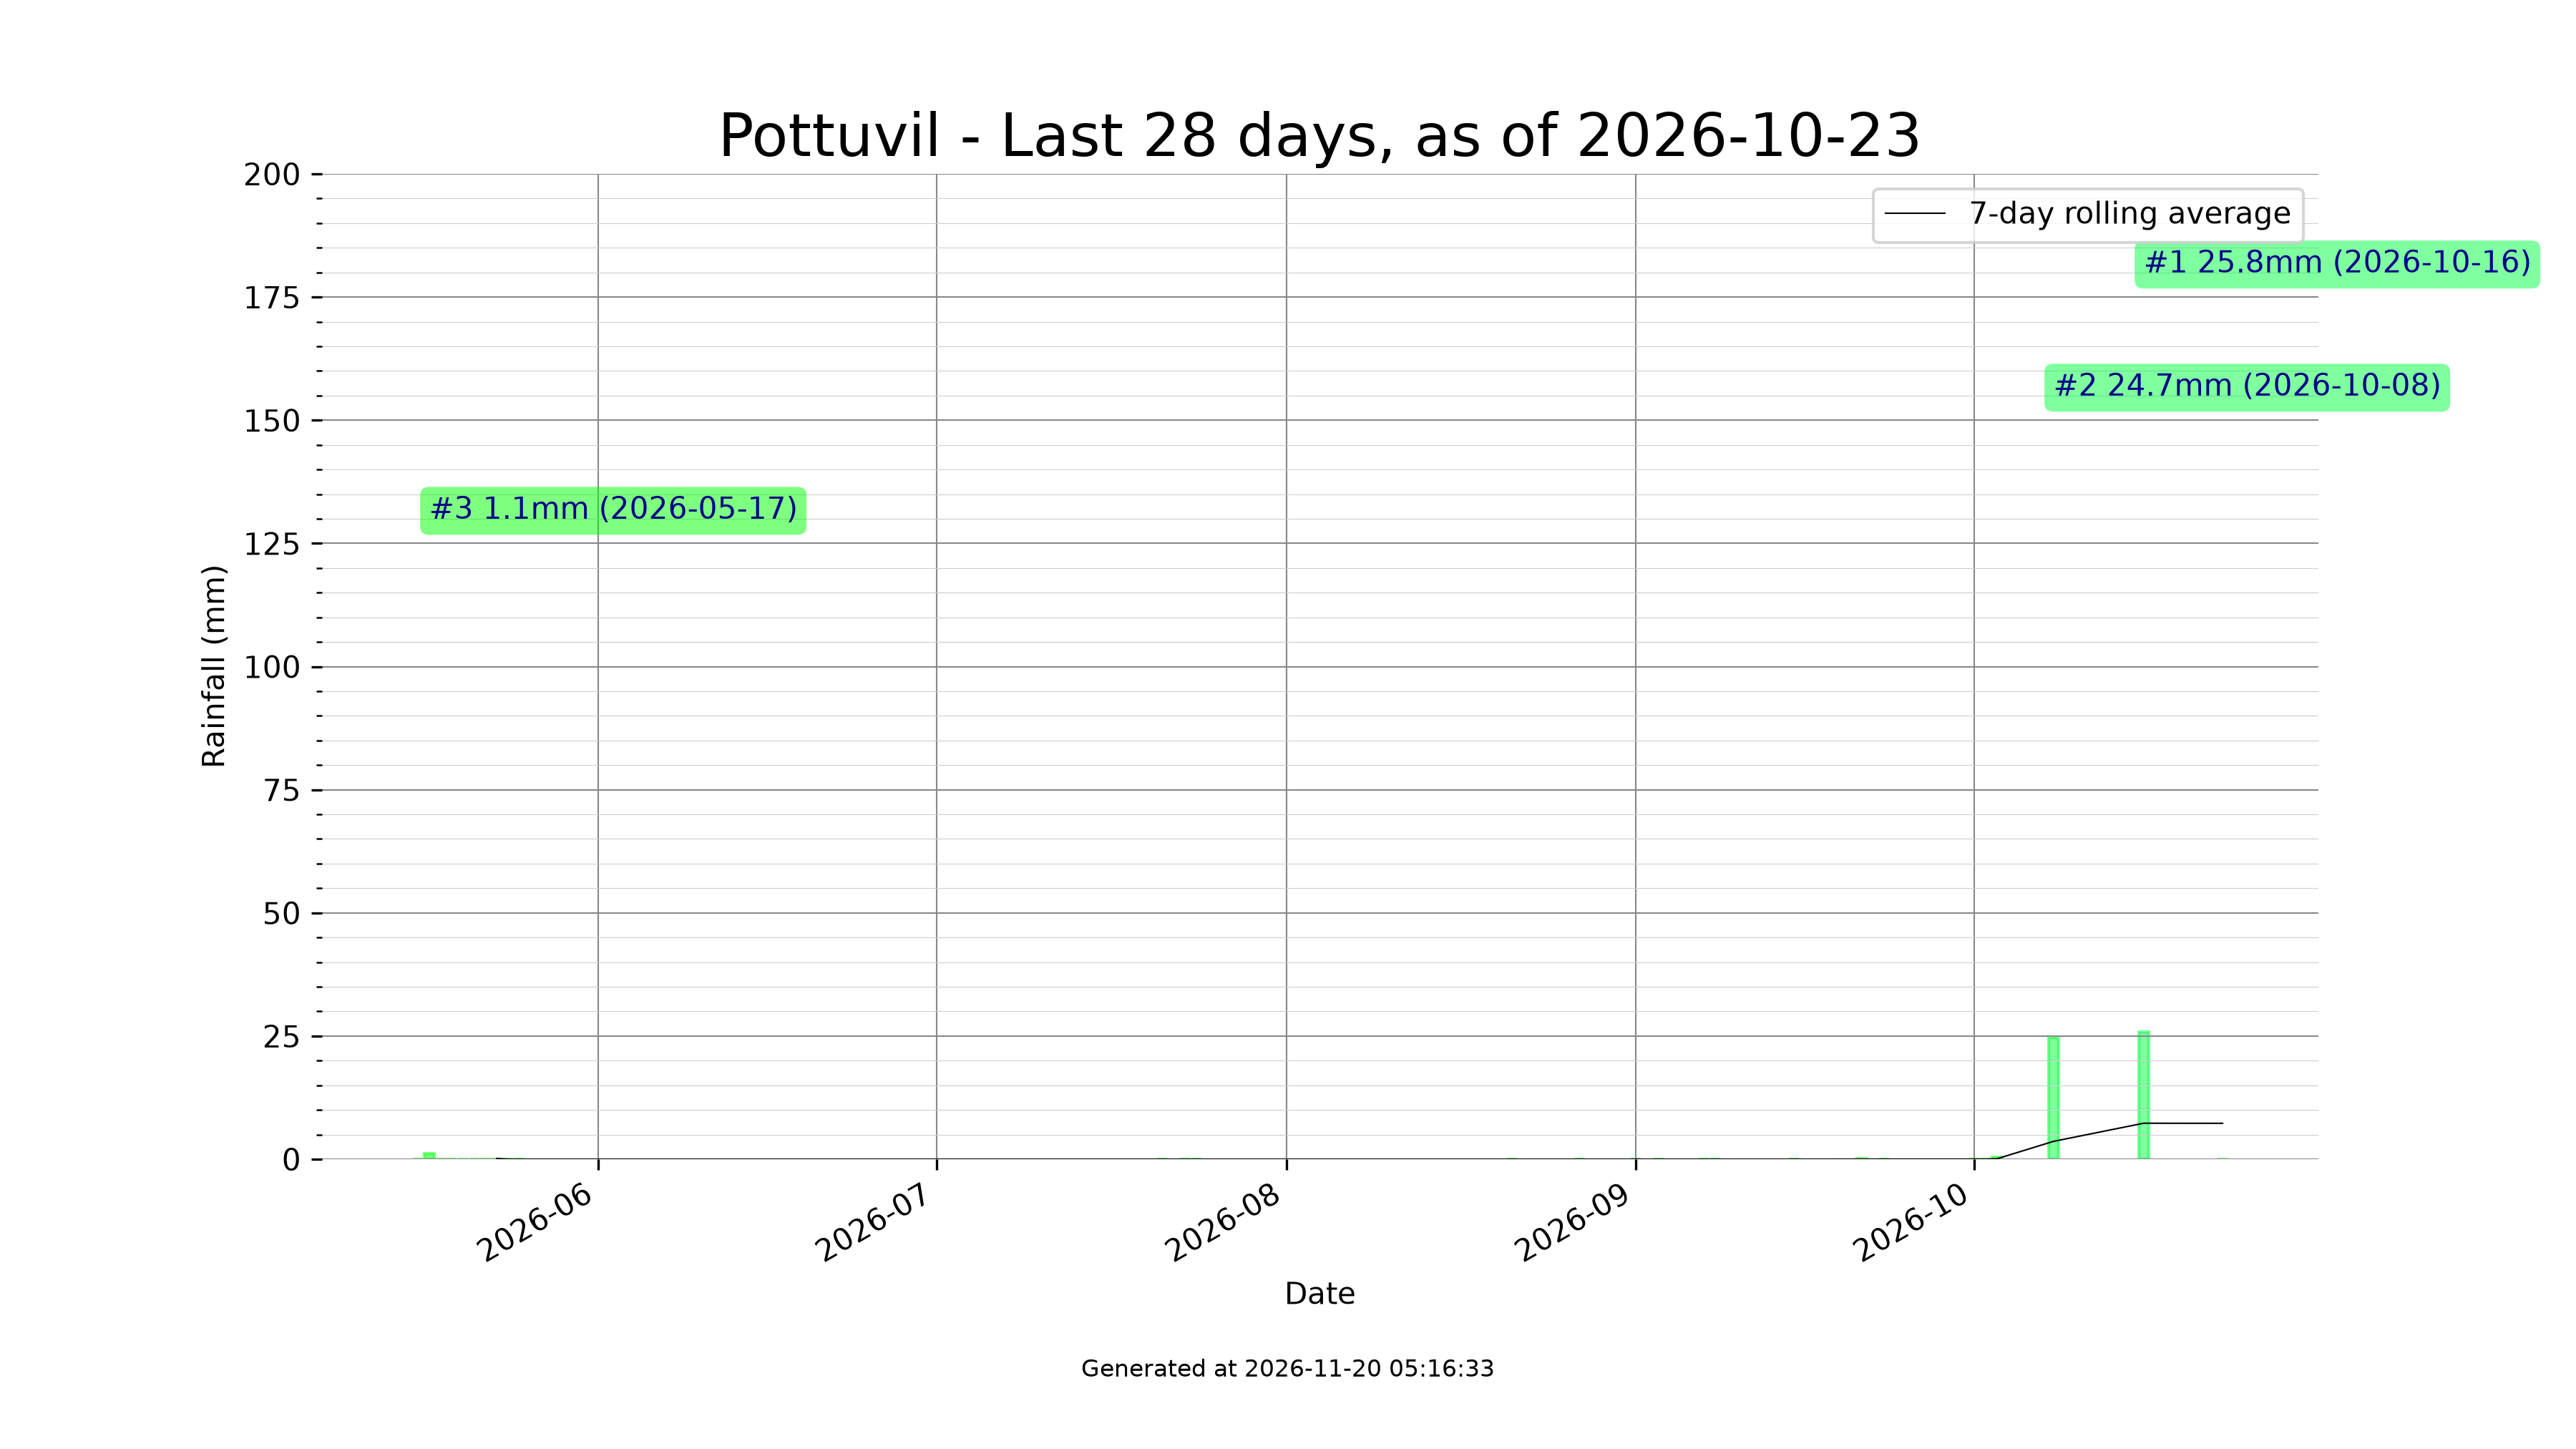 Pottuvil - Last 28 days, as of 2026-10-23
200
175
150
125
100
75
50
25
0
Rainfall (mm)
7-day rolling average
#1 25.8mm (2026-10-16)
#2 24.7mm (2026-10-08)
#3 1.1mm (2026-05-17)
2026-06
2026-07
2026-08
2026-09
2026-10
Date
Generated at 2026-11-20 05:16:33